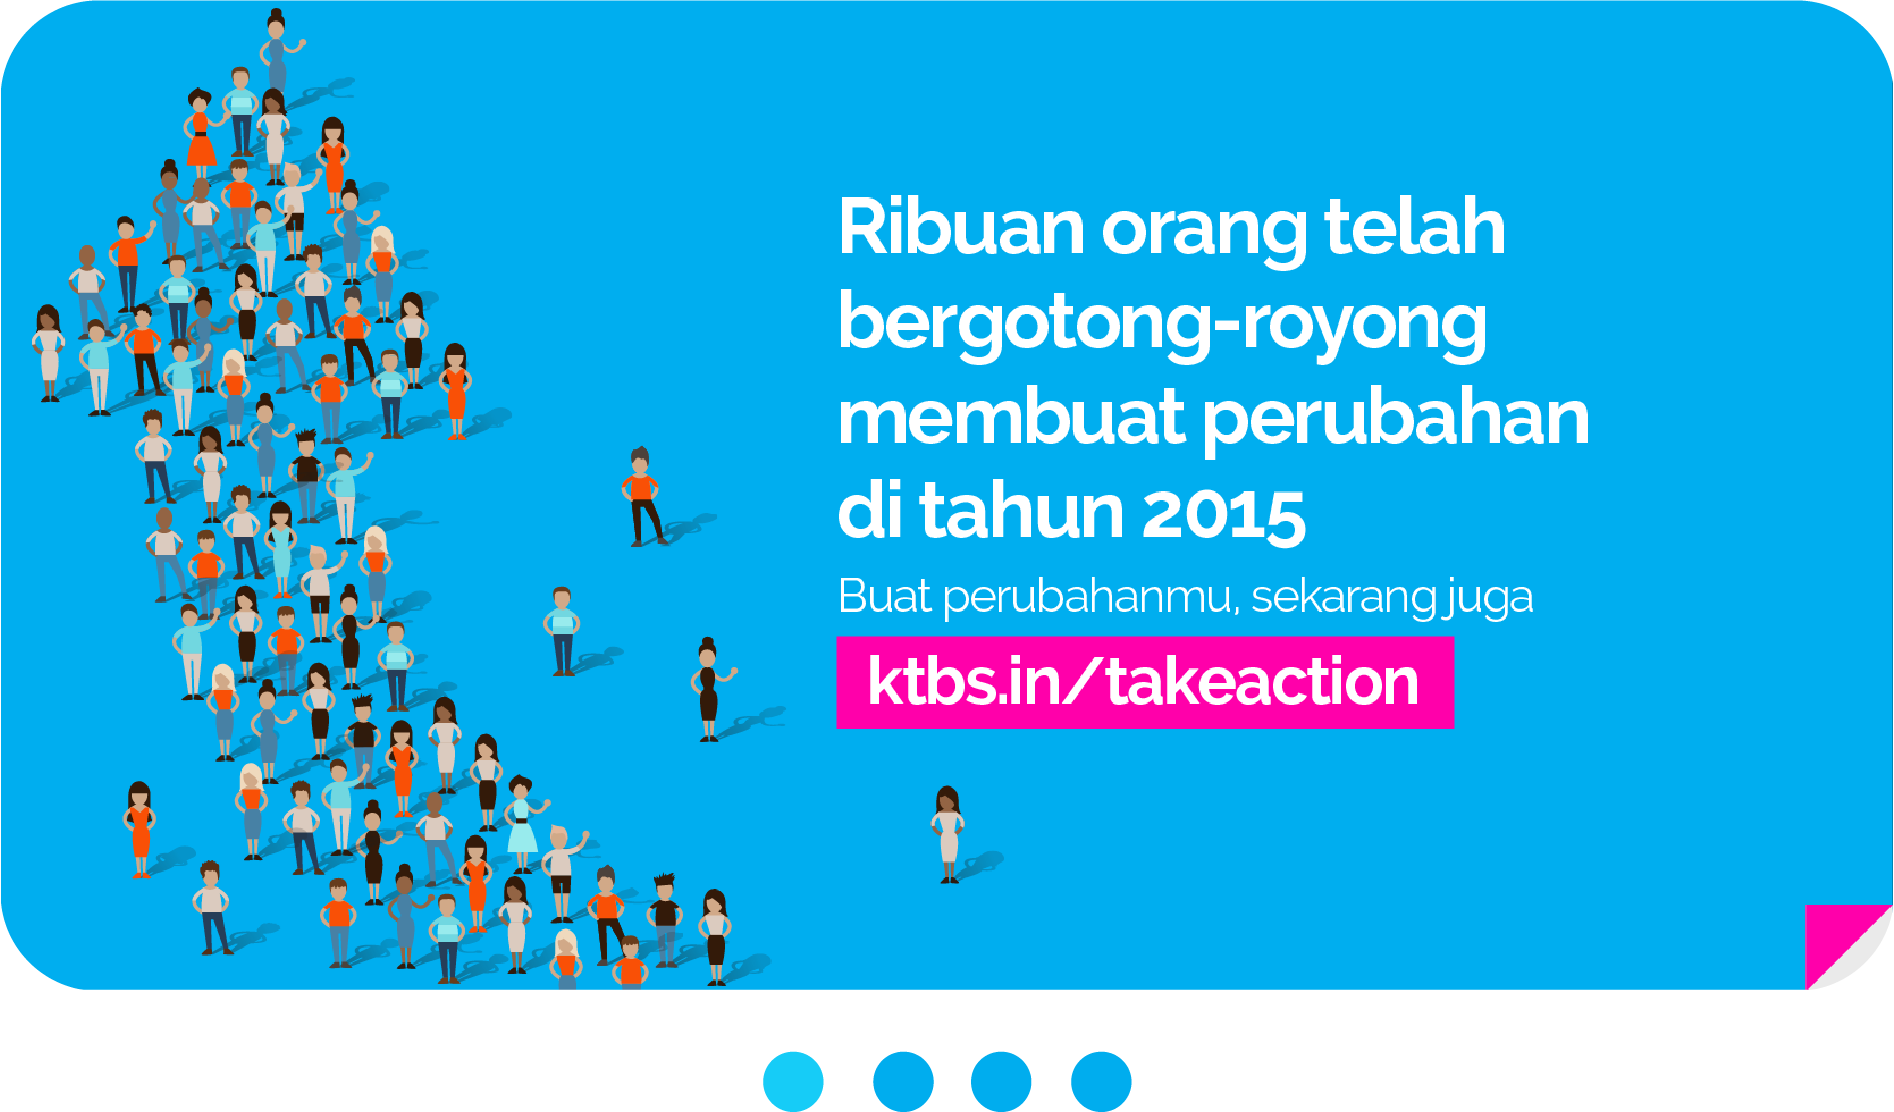 Ribuan orang telah
bergotong-royong
membuat perubahan
di tahun 2015
Buat perubahanmu, sekarang juga
ktbs.in/takeaction